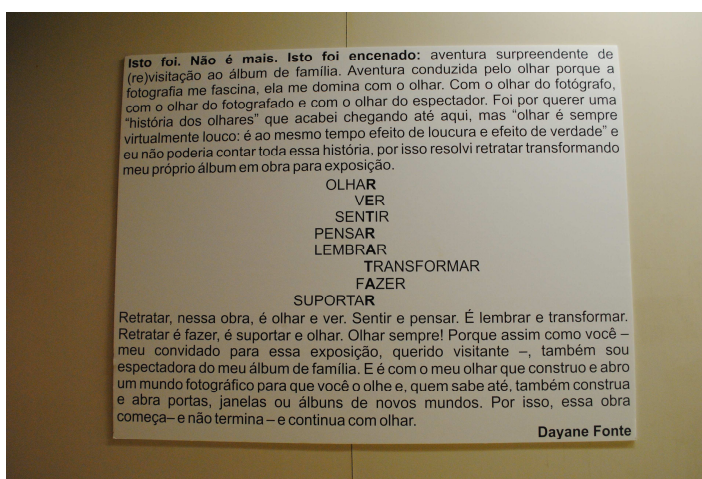 Isto foi. Não é mais. Isto foi encenado: aventura surpreendente de
(re)visitação ao álbum de família. Aventura conduzida pelo olhar porque a
fotografia me fascina, ela me domina com o olhar. Com o olhar do fotógrafo,
com o olhar do fotografado e com o olhar do espectador. Foi por querer uma
“história dos olhares” que acabei chegando até aqui, mas “olhar é sempre
virtualmente louco: é ao mesmo tempo efeito de loucura e efeito de verdade” e
eu não poderia contar toda essa história, por isso resolvi retratar transformando
meu próprio álbum em obra para exposição.
OLHAR
VER
SENTIR
PENSAR
LEMBRAR
TRANSFORMAR
FAZER
SUPORTAR
Retratar, nessa obra, é olhar e ver. Sentir e pensar. É lembrar e transformar.
Retratar é fazer, é suportar e olhar. Olhar sempre! Porque assim como você –
meu convidado para essa exposição, querido visitante –, também sou
espectadora do meu álbum de família. E é com o meu olhar que construo e abro
um mundo fotográfico para que você o olhe e, quem sabe até, também construa
e abra portas, janelas ou álbuns de novos mundos. Por isso, essa obra
começa– e não termina – e continua com olhar.
Dayane Fonte